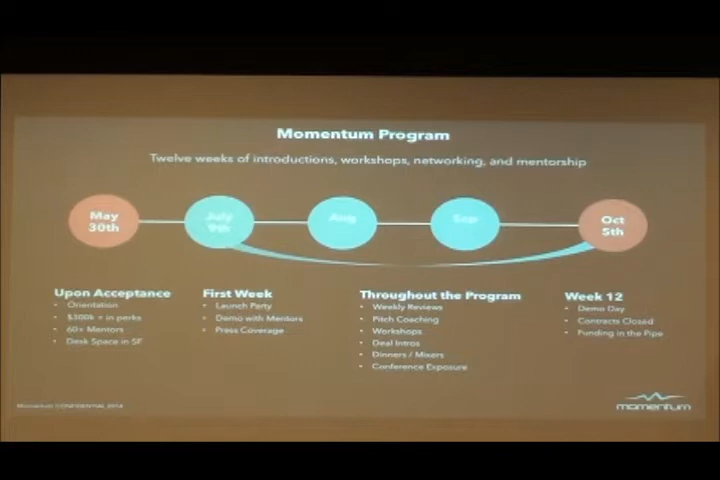 Momentum Program
Twelve weeks of introductions, workshops, networking, and mentorship
May
30th
July
9th
Aug
Sep
Oct
5th
Upon Acceptance
• Orientation
• $300k + in perks
• 60+ Mentors
• Desk Space in SF
First Week
• Launch Party
• Demo with Mentors
• Press Coverage
Throughout the Program
• Weekly Reviews
• Pitch Coaching
• Workshops
• Deal Intros
• Dinners / Mixers
• Conference Exposure
Week 12
• Demo Day
• Contracts Closed
• Funding in the Pipe
Momentum CONFIDENTIAL 2014
momentum